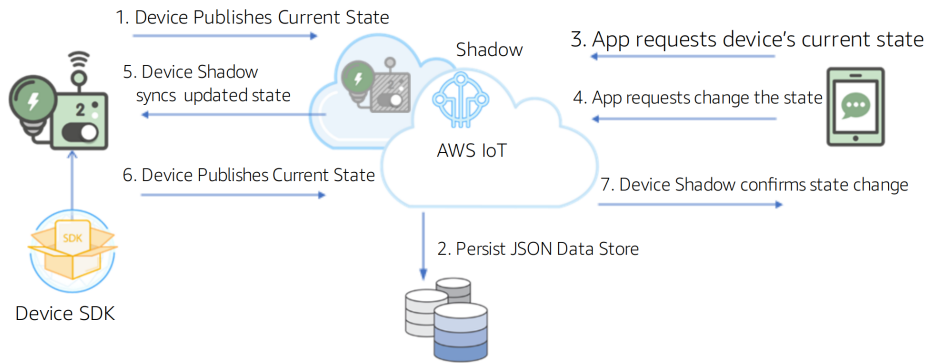 1. Device Publishes Current State
Shadow
3. App requests device's current state
5. Device Shadow
syncs updated state
2
4. App requests change the state
AWS IoT
6. Device Publishes Current State
7. Device Shadow confirms state change
SDK
2. Persist JSON Data Store
Device SDK